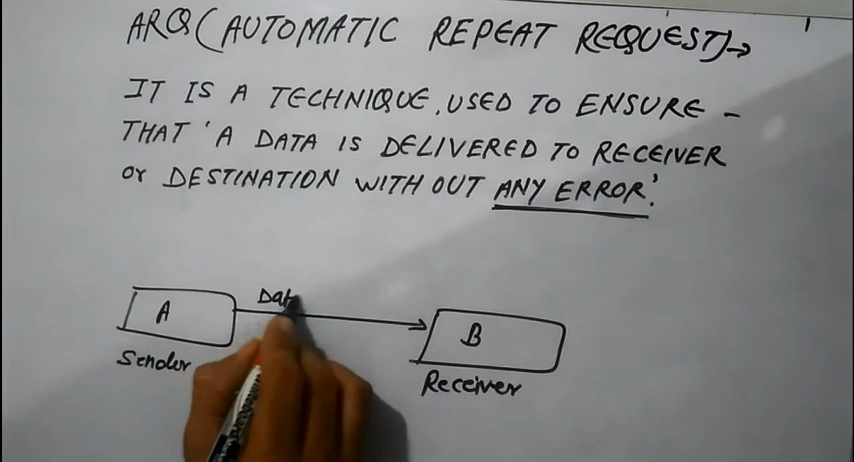 ARQ (AUTOMATIC REPEAT REQUEST) →
IT IS A TECHNIQUE, USED TO ENSURE -
THAT 'A DATA IS DELIVERED TO RECEIVER
or DESTINATION WITH OUT ANY ERROR'.
Data
A
B
Sender
Receiver